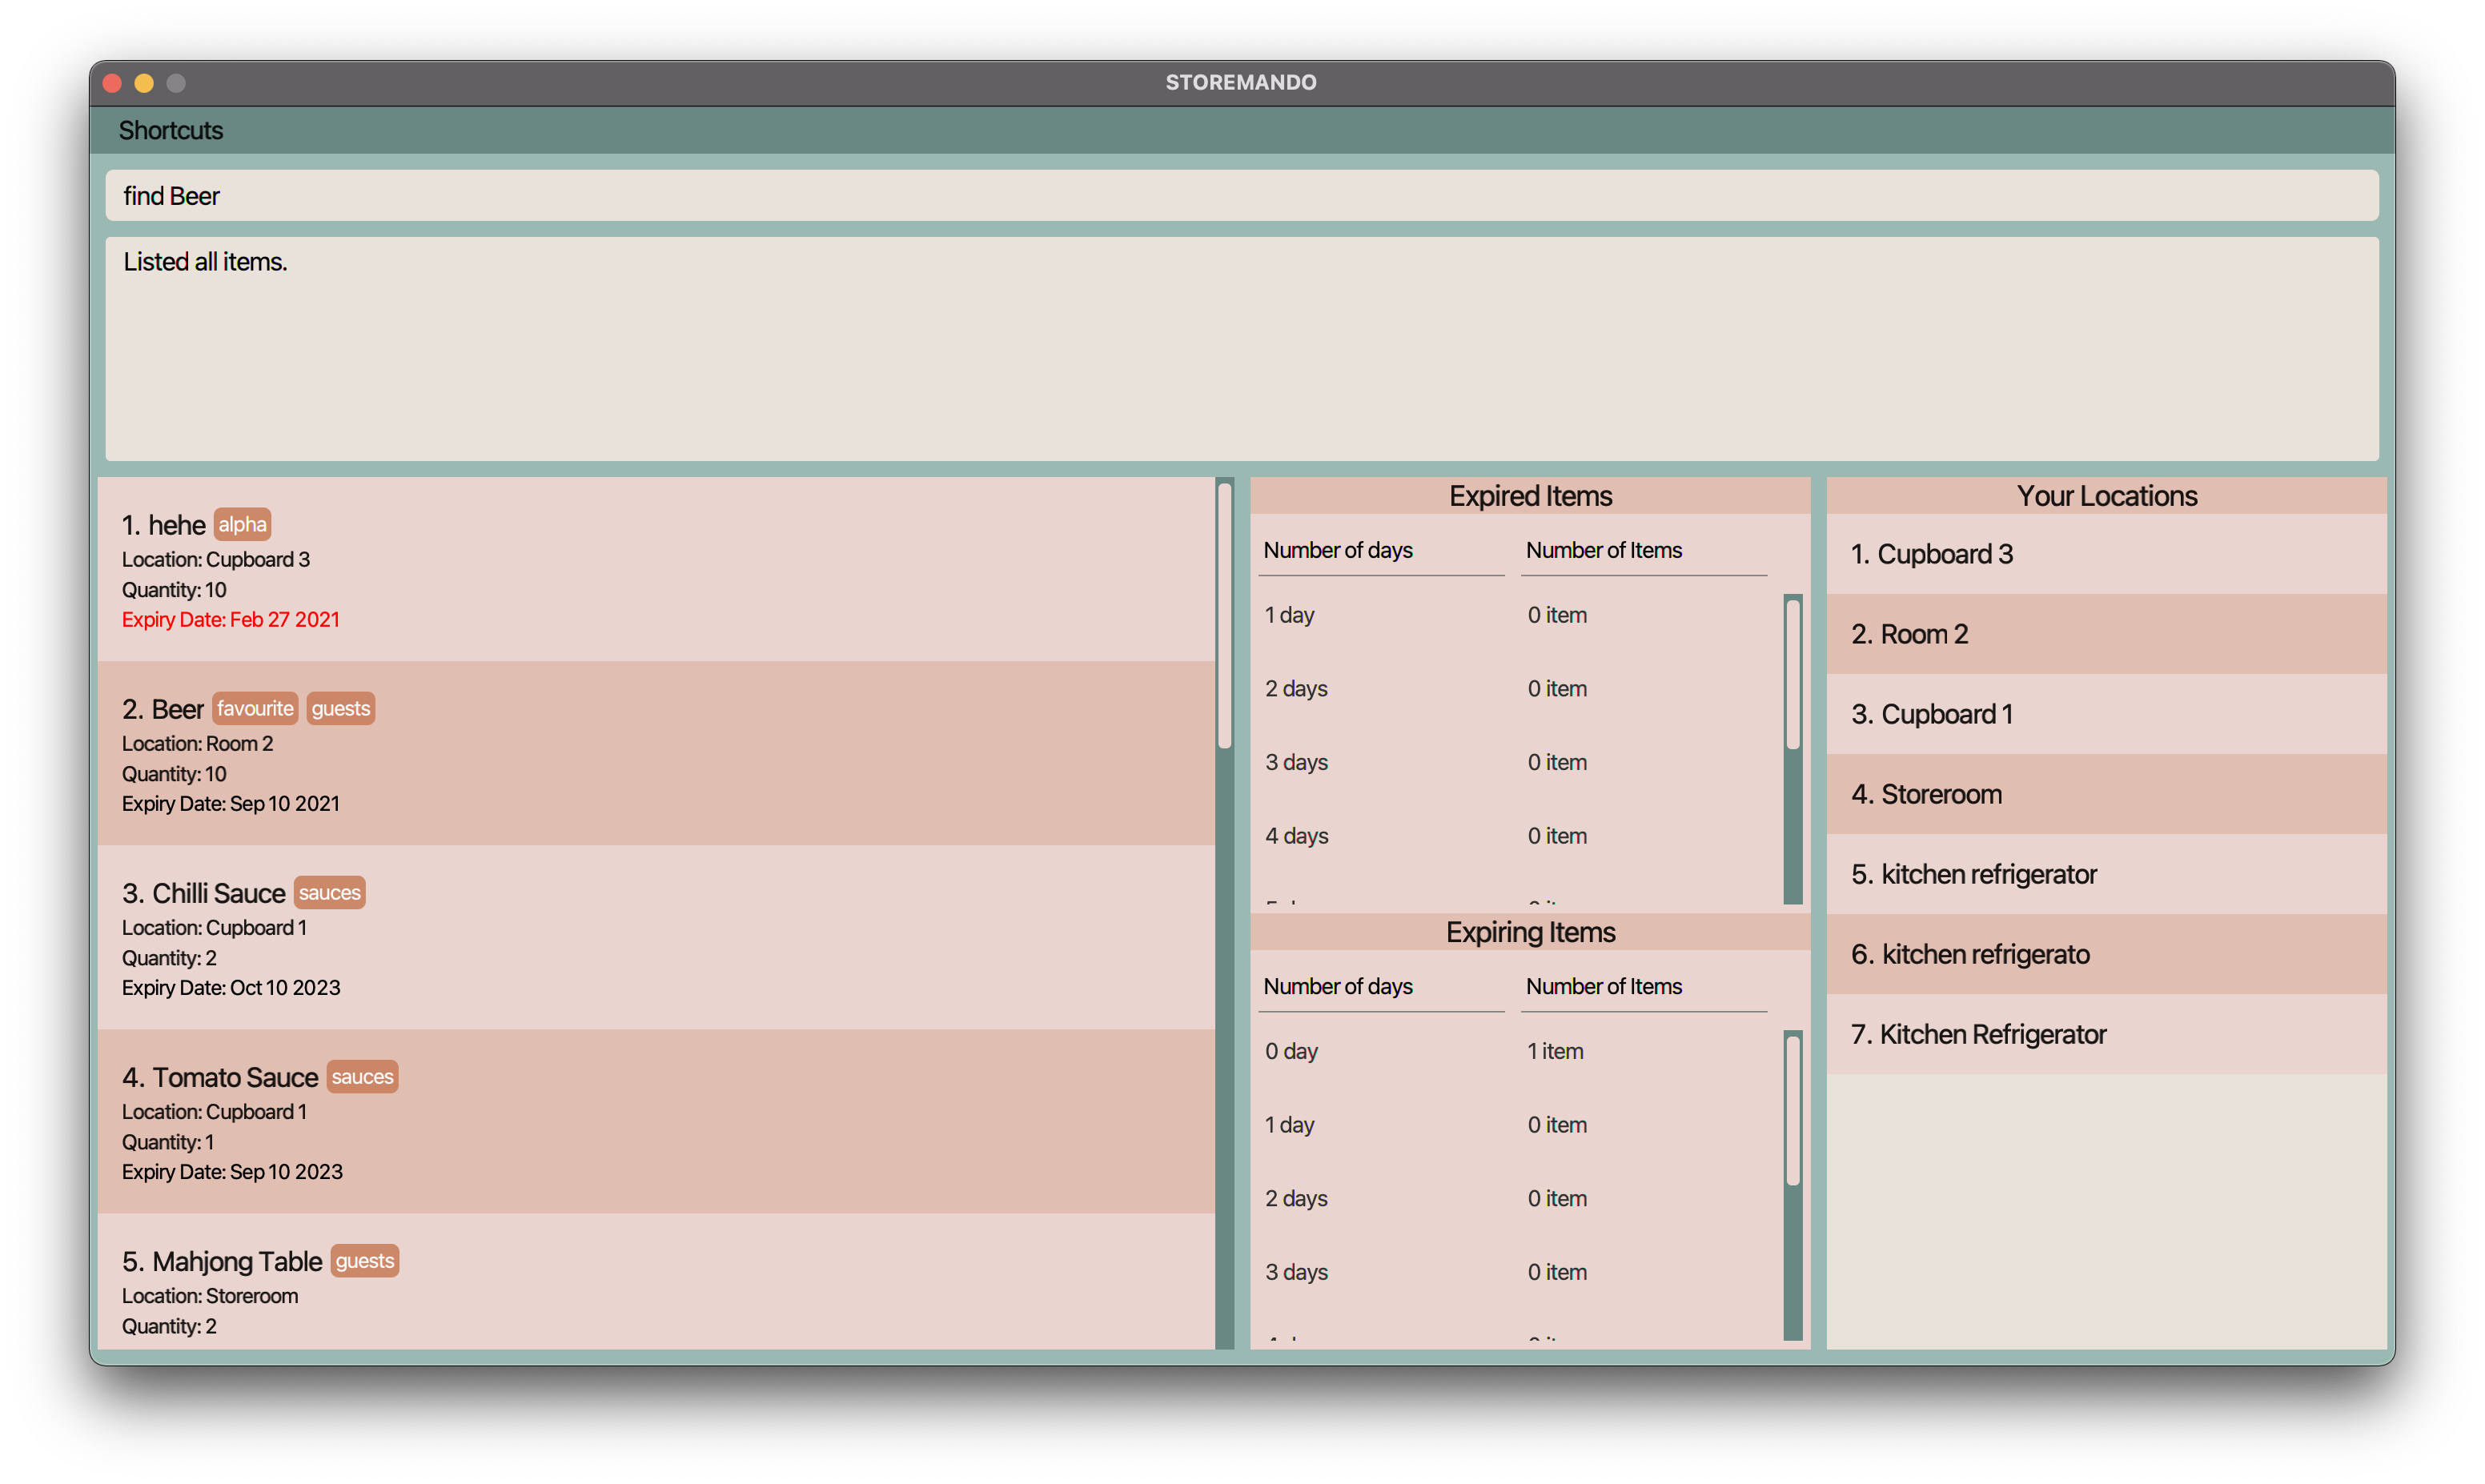 STOREMANDO
Shortcuts
find Beer
Listed all items.
1. hehe alpha
Location: Cupboard 3
Quantity: 10
Expiry Date: Feb 27 2021
2. Beer favourite guests
Location: Room 2
Quantity: 10
Expiry Date: Sep 10 2021
3. Chilli Sauce sauces
Location: Cupboard 1
Quantity: 2
Expiry Date: Oct 10 2023
4. Tomato Sauce sauces
Location: Cupboard 1
Quantity: 1
Expiry Date: Sep 10 2023
5. Mahjong Table guests
Location: Storeroom
Quantity: 2
Expired Items
Number of days Number of Items
1 day 0 item
2 days 0 item
3 days 0 item
4 days 0 item
Expiring Items
Number of days Number of Items
0 day 1 item
1 day 0 item
2 days 0 item
3 days 0 item
Your Locations
1. Cupboard 3
2. Room 2
3. Cupboard 1
4. Storeroom
5. kitchen refrigerator
6. kitchen refrigerato
7. Kitchen Refrigerator